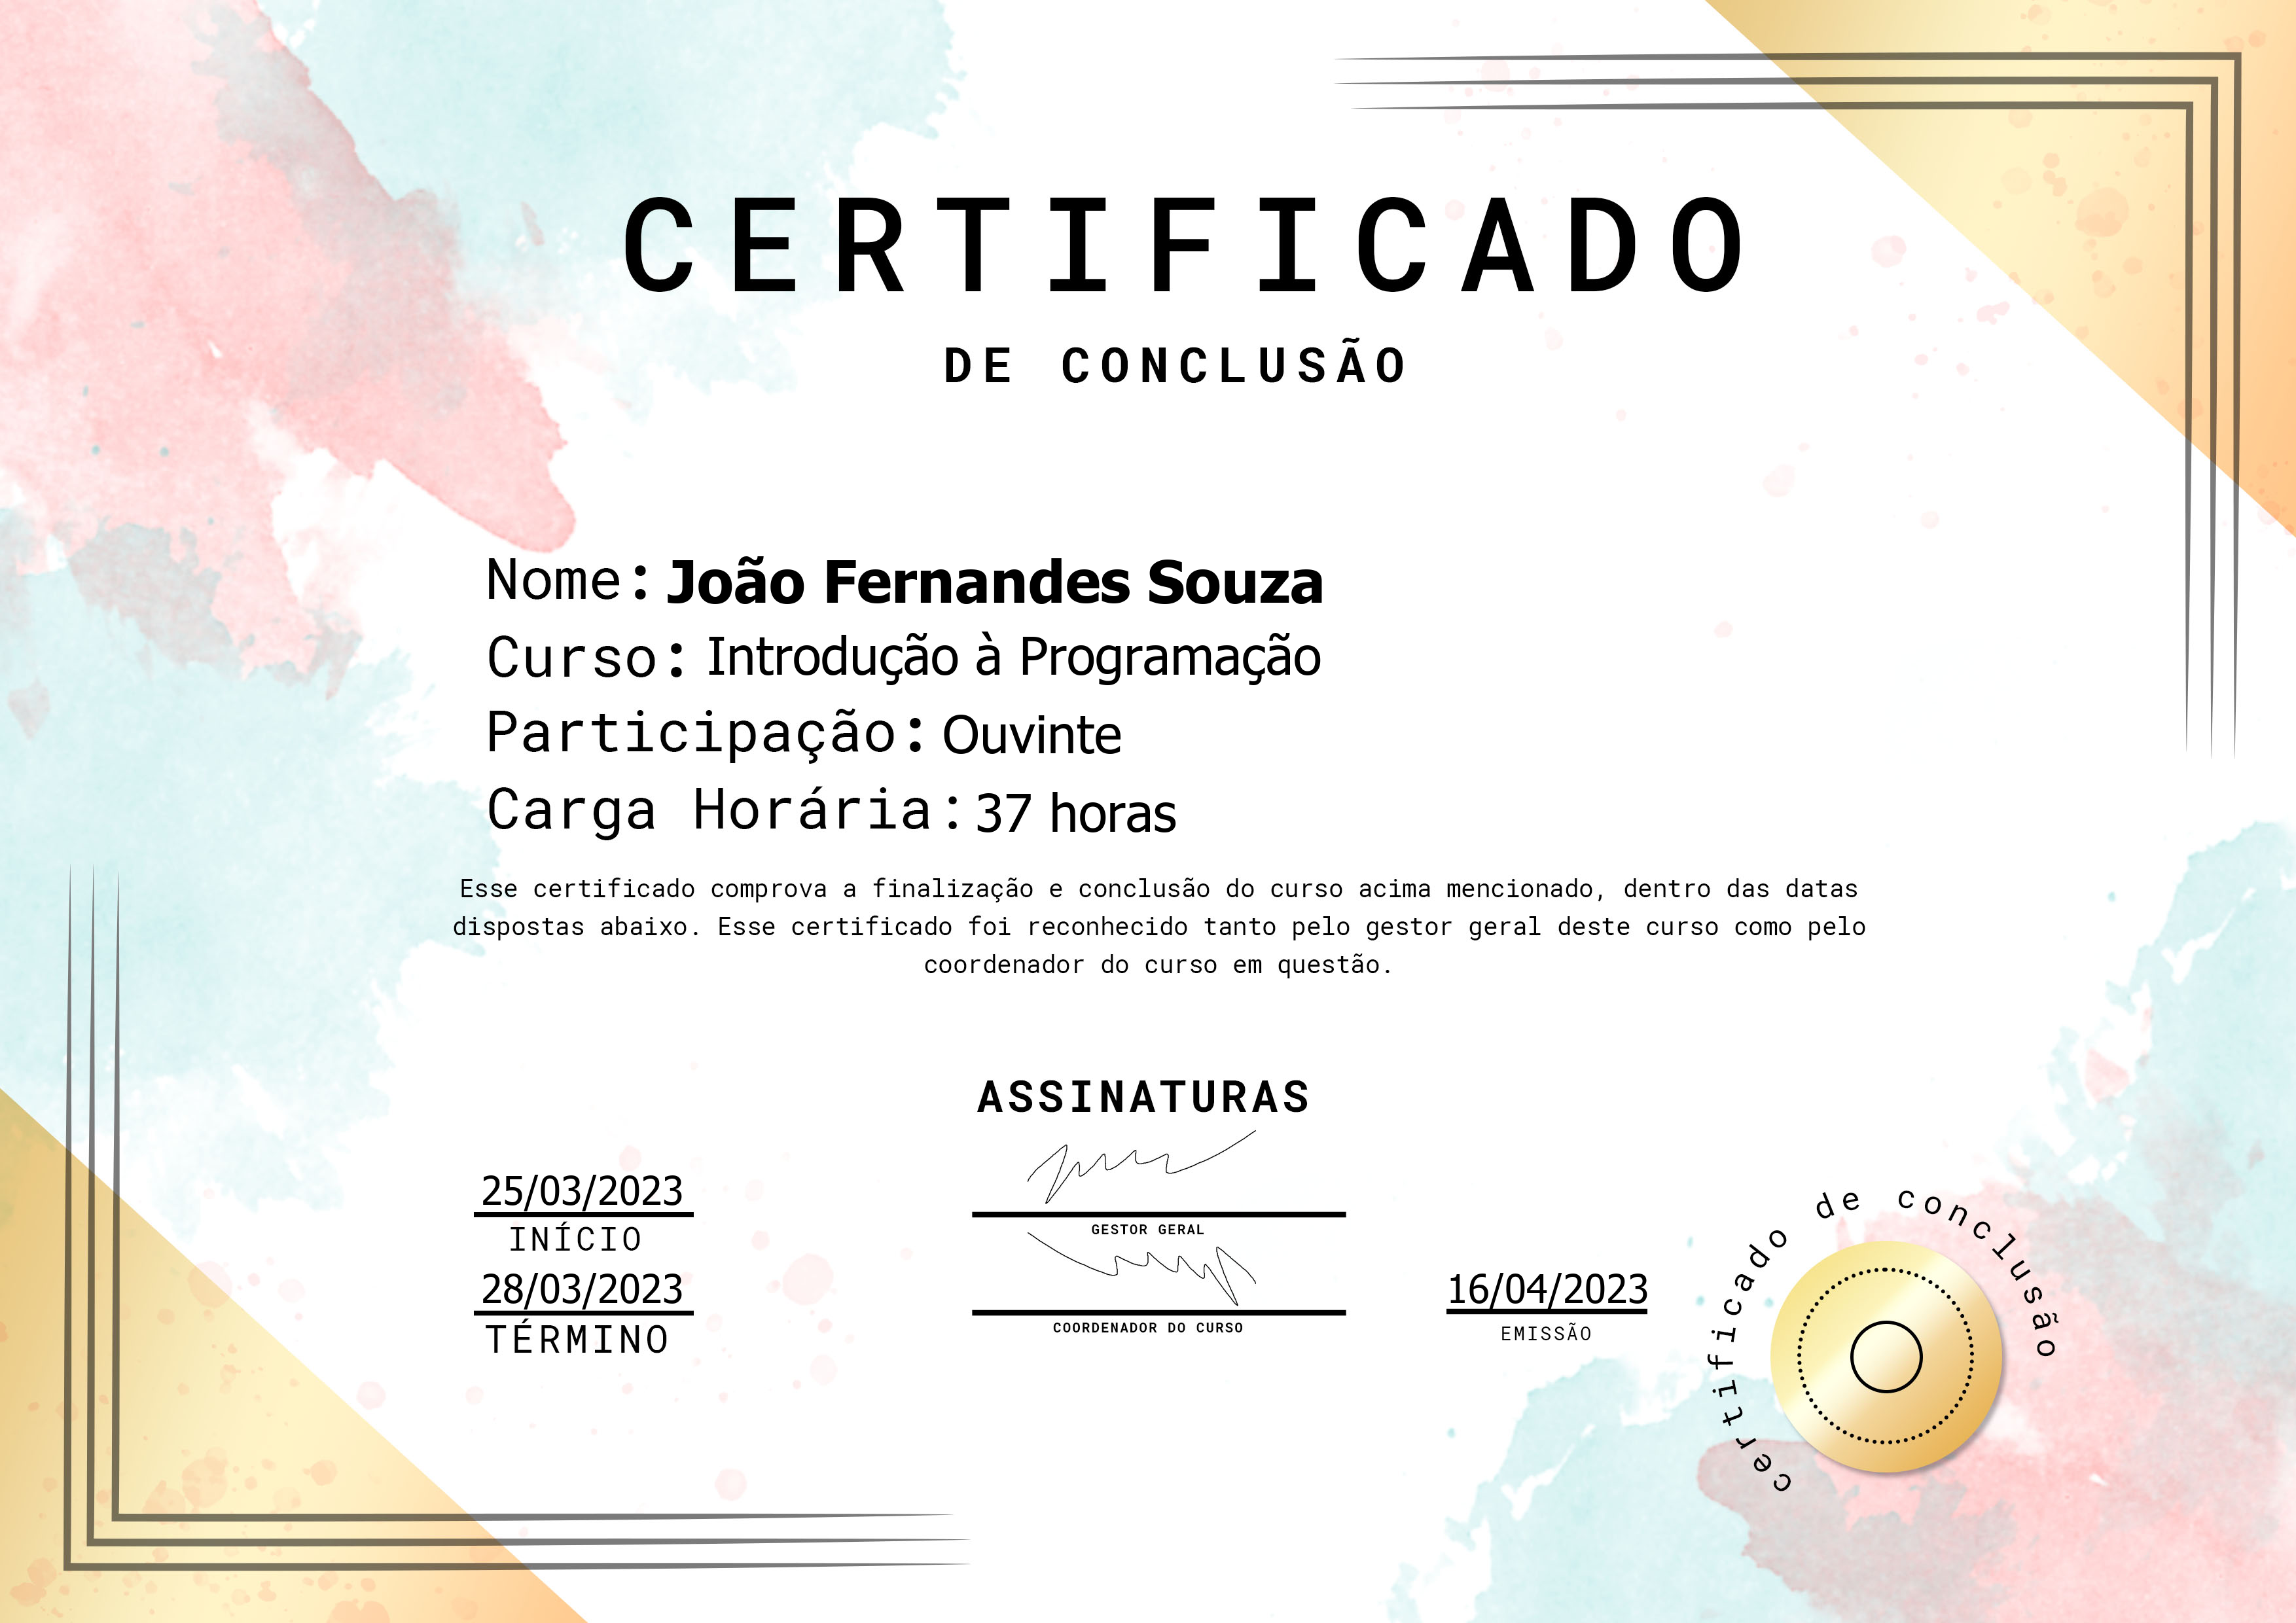 CERTIFICADO
DE CONCLUSÃO
Nome: João Fernandes Souza
Curso: Introdução à Programação
Participação: Ouvinte
Carga Horária: 37 horas
Esse certificado comprova a finalização e conclusão do curso acima mencionado, dentro das datas
dispostas abaixo. Esse certificado foi reconhecido tanto pelo gestor geral deste curso como pelo
coordenador do curso em questão.
ASSINATURAS
25/03/2023
INÍCIO
GESTOR GERAL
28/03/2023
TÉRMINO
COORDENADOR DO CURSO
16/04/2023
EMISSÃO
certificado de conclusão